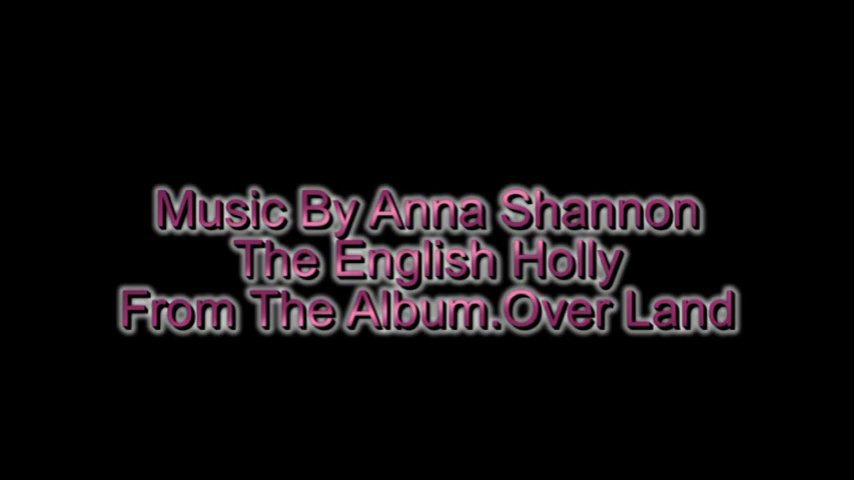 Music By Anna Shannon
The English Holly
From The Album.Over Land